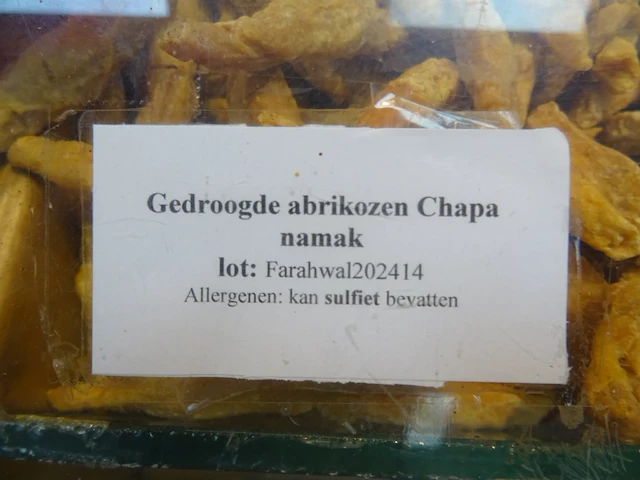 Gedroogde abrikozen Chapa
namak
lot: Farahwal202414
Allergenen: kan sulfiet bevatten